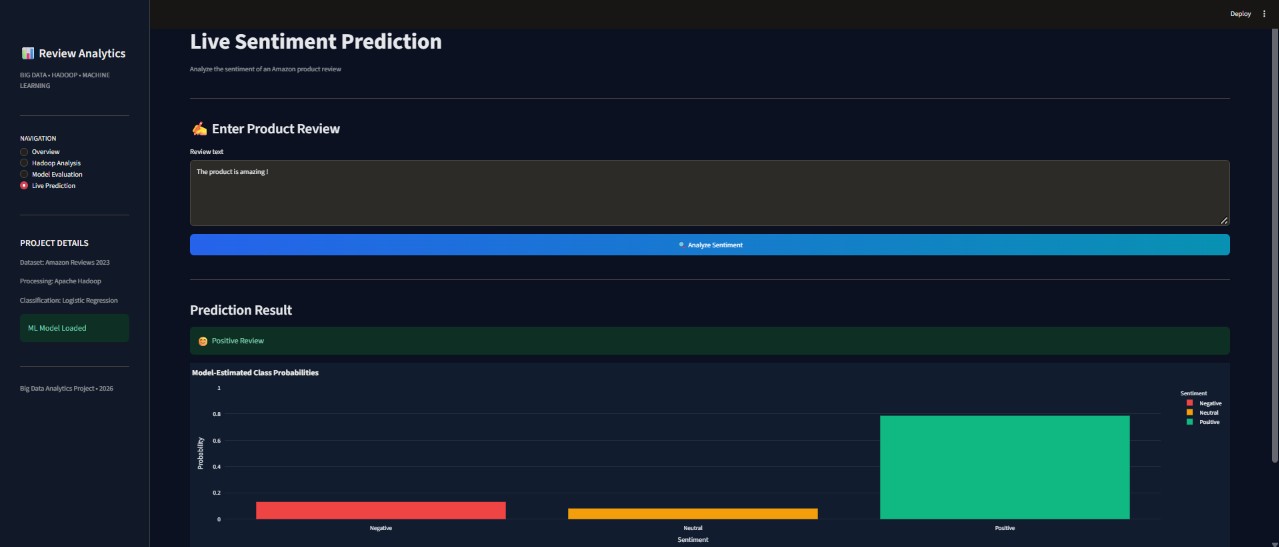 Deploy
Review Analytics
BIG DATA • HADOOP • MACHINE
LEARNING
NAVIGATION
Overview
Hadoop Analysis
Model Evaluation
Live Prediction
PROJECT DETAILS
Dataset: Amazon Reviews 2023
Processing: Apache Hadoop
Classification: Logistic Regression
ML Model Loaded
Big Data Analytics Project • 2026
Live Sentiment Prediction
Analyze the sentiment of an Amazon product review
Enter Product Review
Review text
The product is amazing !
Analyze Sentiment
Prediction Result
Positive Review
Model-Estimated Class Probabilities
1
0.8
0.6
0.4
0.2
0
Probability
Negative
Neutral
Positive
Sentiment
Sentiment
Negative
Neutral
Positive